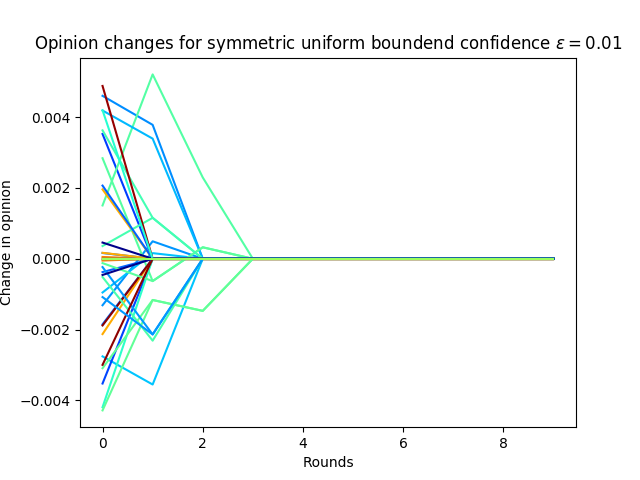 Opinion changes for symmetric uniform boundend confidence ε = 0.01
Change in opinion
0.004
0.002
0.000
−0.002
−0.004
0 2 4 6 8
Rounds